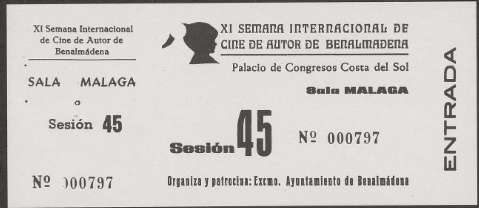 XI Semana Internacional
de Cine de Autor de
Benalmádena
SALA MALAGA
Sesión 45
Nº 000797
XI SEMANA INTERNACIONAL DE
CINE DE AUTOR DE BENALMADENA
Palacio de Congresos Costa del Sol
Sala MALAGA
Sesión 45
Nº 000797
Organiza y patrocina: Excmo. Ayuntamiento de Benalmádena
ENTRADA